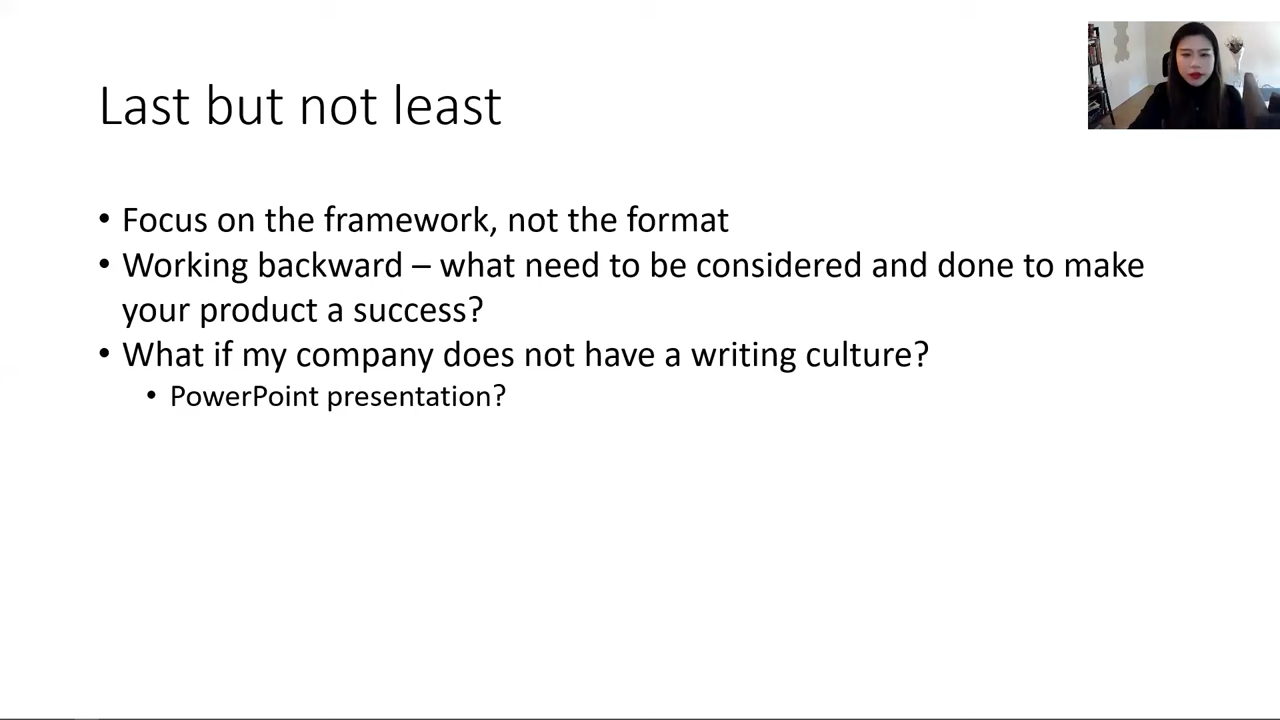 Last but not least
• Focus on the framework, not the format
• Working backward – what need to be considered and done to make
your product a success?
• What if my company does not have a writing culture?
• PowerPoint presentation?